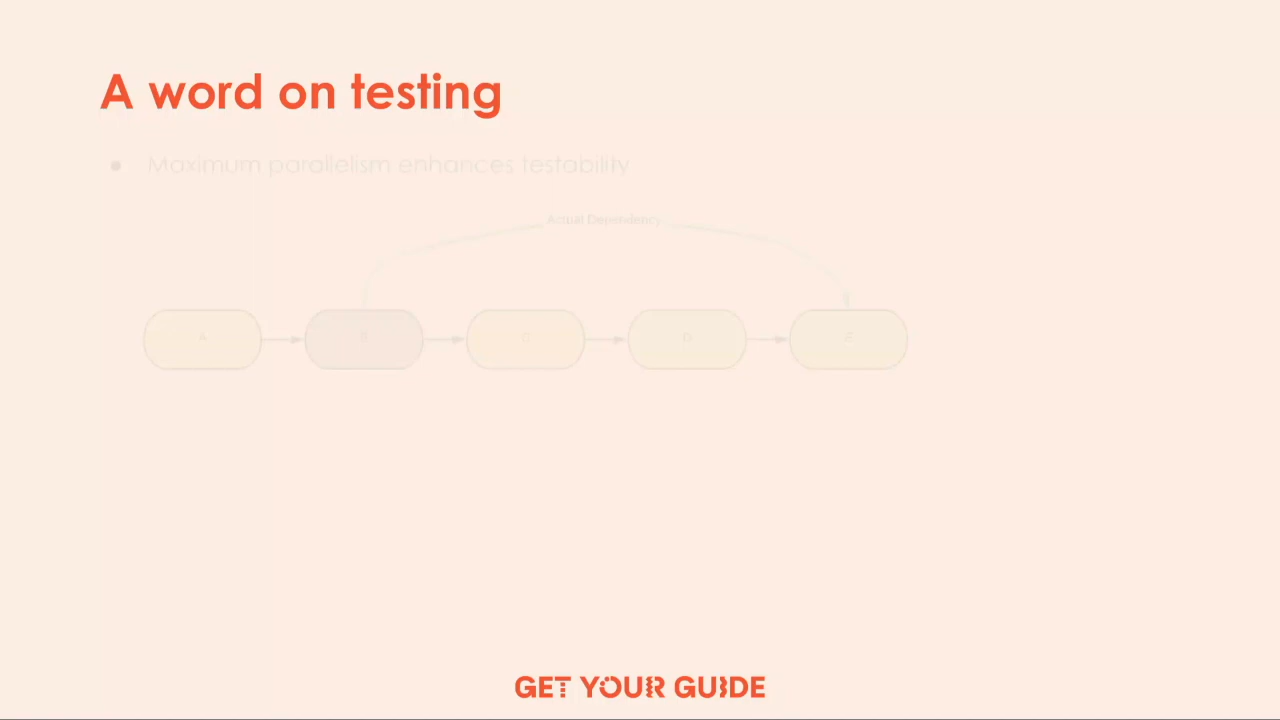 A word on testing
● Maximum parallelism enhances testability
Actual Dependency
A B C D E
GET YOUR GUIDE